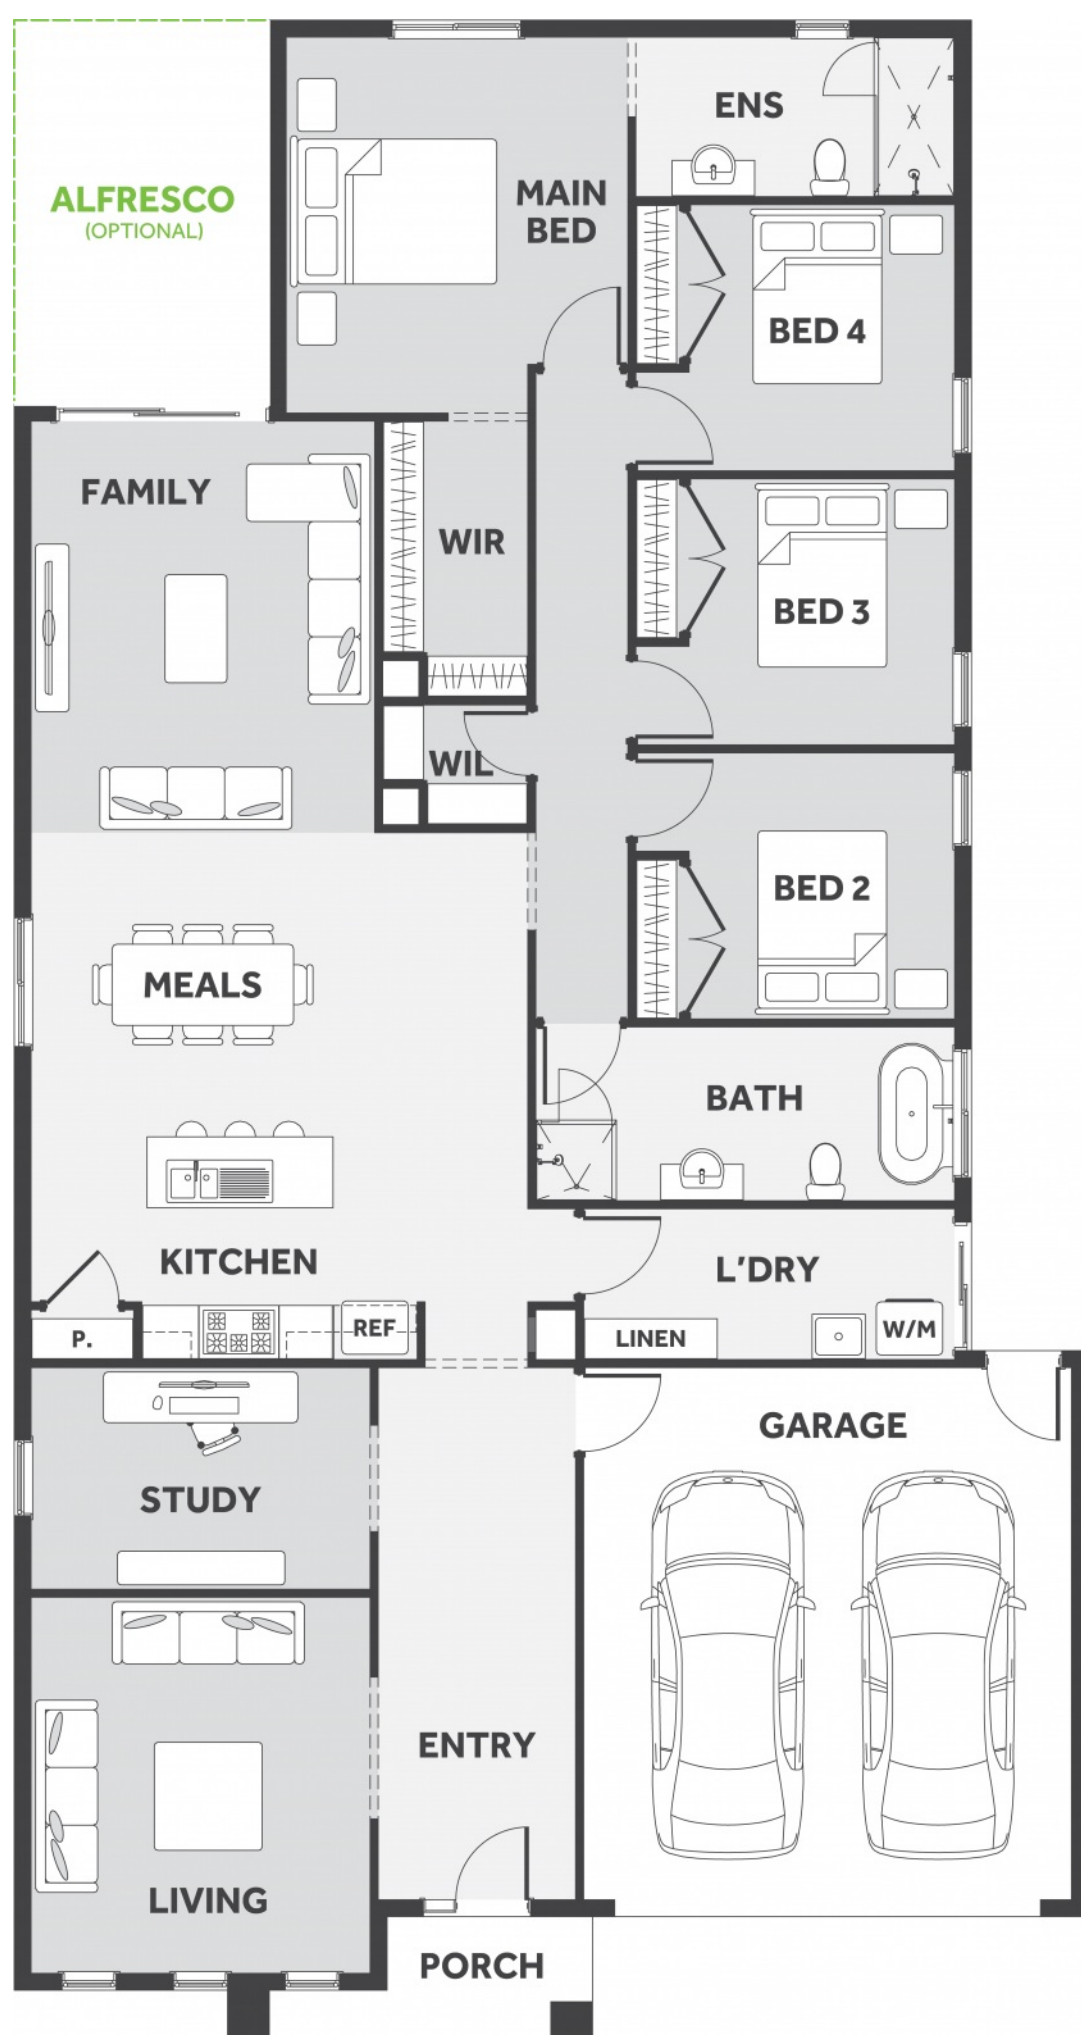 ENS
ALFRESCO
(OPTIONAL)
MAIN
BED
BED 4
FAMILY
WIR
BED 3
WIL
BED 2
MEALS
BATH
KITCHEN
L'DRY
P.
REF
LINEN
W/M
GARAGE
STUDY
ENTRY
LIVING
PORCH